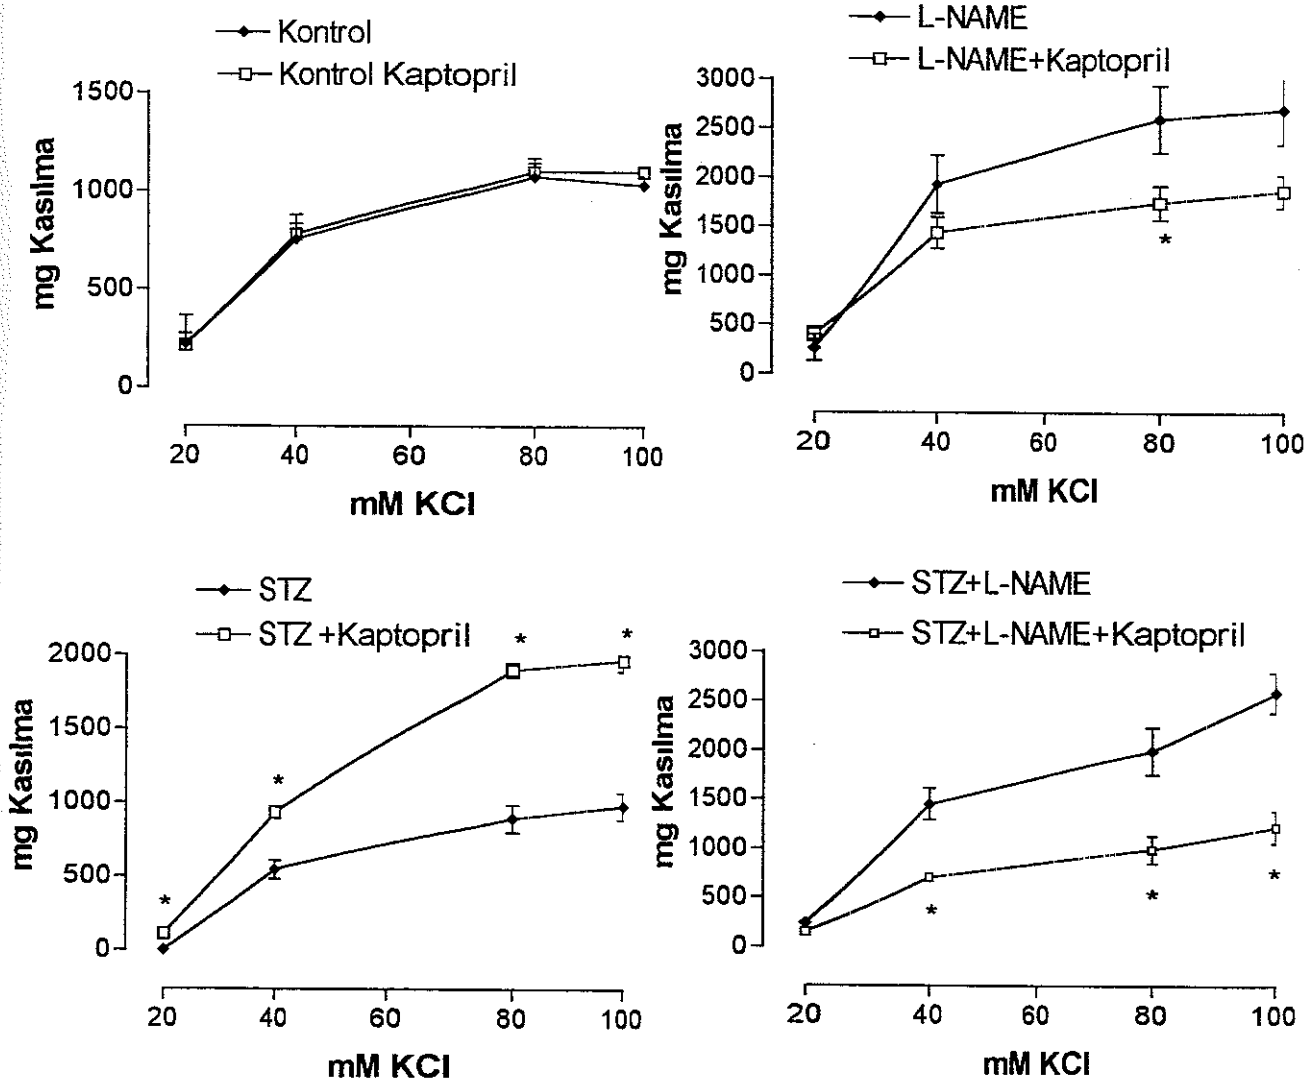 Kontrol
Kontrol Kaptopril
1500
1000
500
0
mg Kasılma
20 40 60 80 100
mM KCl
L-NAME
L-NAME+Kaptopril
3000
2500
2000
1500
1000
500
0
mg Kasılma
*
20 40 60 80 100
mM KCl
STZ
STZ +Kaptopril
2000
1500
1000
500
0
mg Kasılma
* * * *
20 40 60 80 100
mM KCl
STZ+L-NAME
STZ+L-NAME+Kaptopril
3000
2500
2000
1500
1000
500
0
mg Kasılma
* * *
20 40 60 80 100
mM KCl